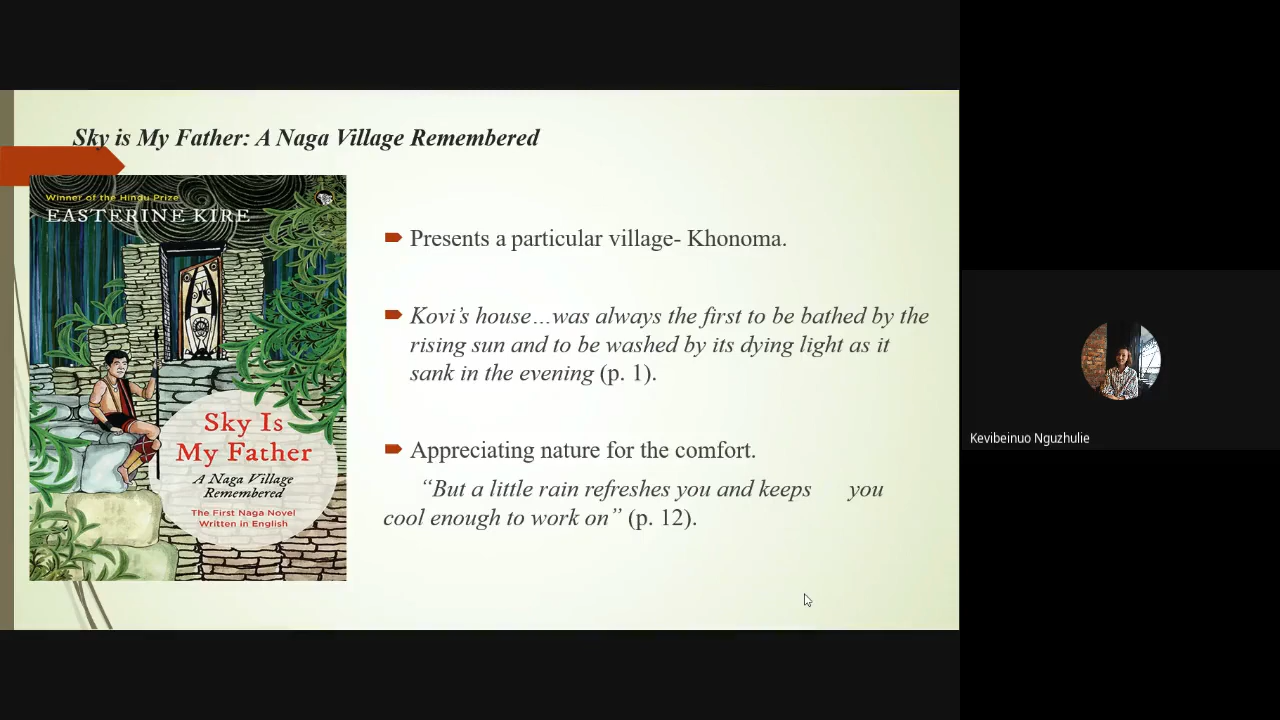 Sky is My Father: A Naga Village Remembered
Winner of the Hindu Prize
EASTERINE KIRE
Sky Is
My Father
A Naga Village
Remembered
The First Naga Novel
Written in English
Presents a particular village- Khonoma.
Kovi’s house…was always the first to be bathed by the
rising sun and to be washed by its dying light as it
sank in the evening (p. 1).
Appreciating nature for the comfort.
“But a little rain refreshes you and keeps you
cool enough to work on” (p. 12).
Kevibeinuo Nguzhulie